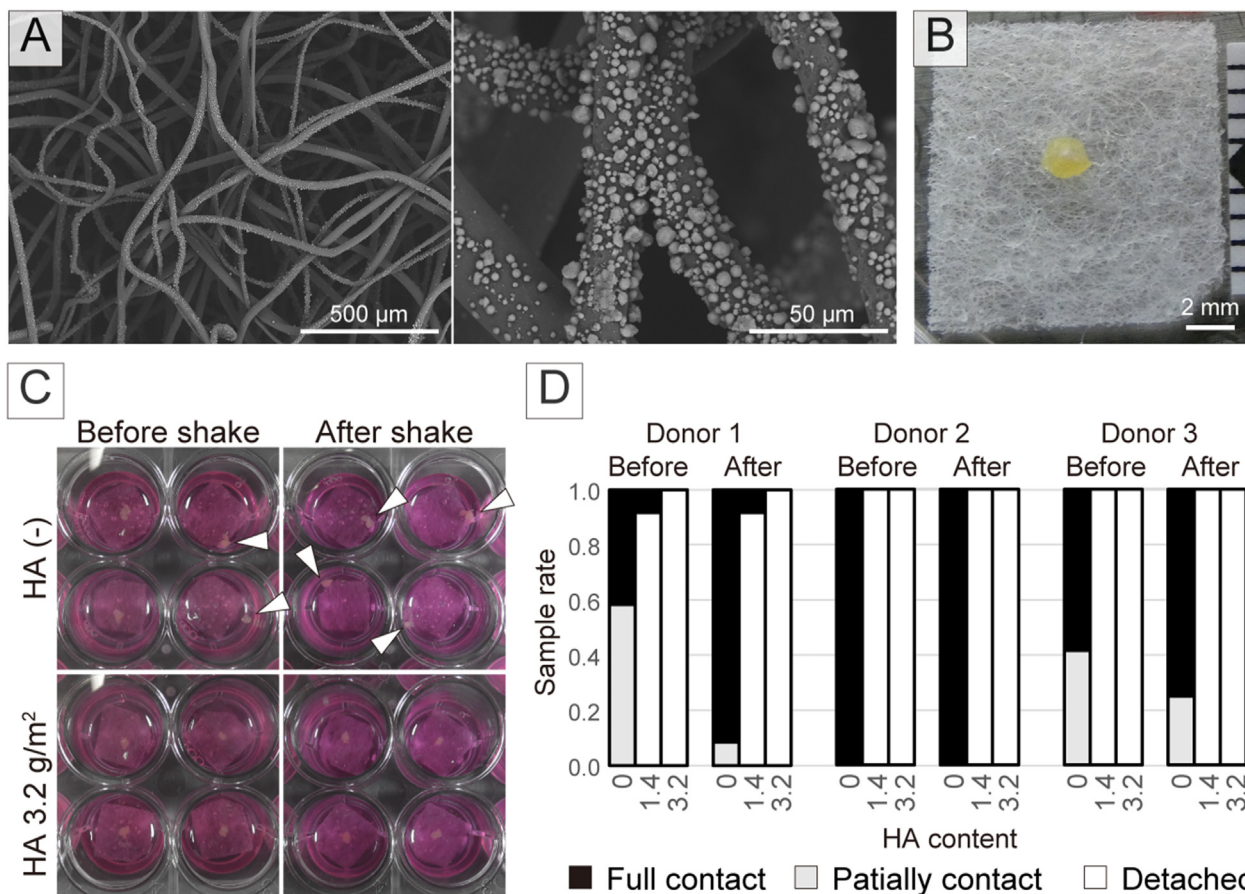 A
500 µm
50 µm
B
2 mm
C
Before shake
After shake
HA (-)
HA 3.2 g/m²
D
Donor 1
Donor 2
Donor 3
Before
After
Before
After
Before
After
Sample rate
1.0
0.8
0.6
0.4
0.2
0.0
0
1.4
3.2
0
1.4
3.2
0
1.4
3.2
0
1.4
3.2
0
1.4
3.2
0
1.4
3.2
HA content
Full contact
Patially contact
Detached